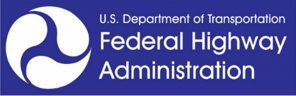 U.S. Department of Transportation
Federal Highway
Administration